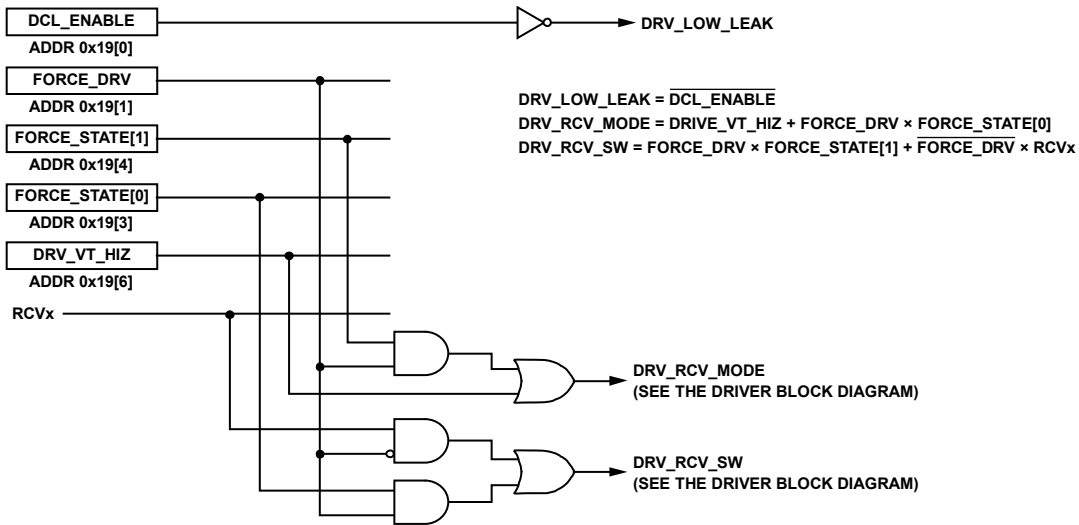 DCL_ENABLE
ADDR 0x19[0]
DRV_LOW_LEAK
FORCE_DRV
ADDR 0x19[1]
FORCE_STATE[1]
ADDR 0x19[4]
FORCE_STATE[0]
ADDR 0x19[3]
DRV_VT_HIZ
ADDR 0x19[6]
RCVx
DRV_LOW_LEAK = DCL_ENABLE
DRV_RCV_MODE = DRIVE_VT_HIZ + FORCE_DRV × FORCE_STATE[0]
DRV_RCV_SW = FORCE_DRV × FORCE_STATE[1] + FORCE_DRV × RCVx
DRV_RCV_MODE
(SEE THE DRIVER BLOCK DIAGRAM)
DRV_RCV_SW
(SEE THE DRIVER BLOCK DIAGRAM)